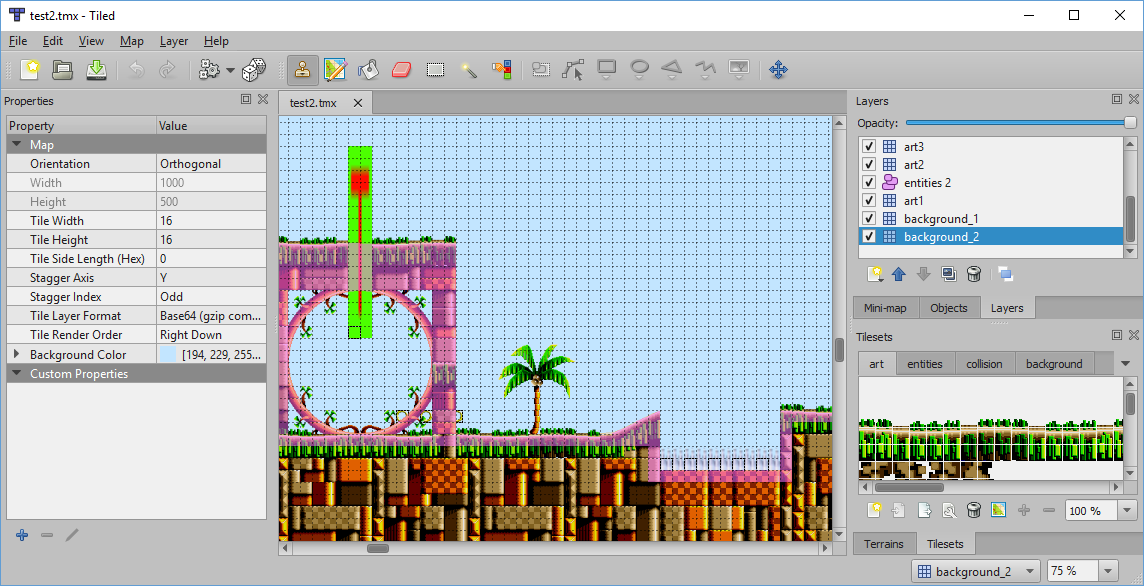 test2.tmx - Tiled
File Edit View Map Layer Help
Properties
Property Value
Map
Orientation Orthogonal
Width 1000
Height 500
Tile Width 16
Tile Height 16
Tile Side Length (Hex) 0
Stagger Axis Y
Stagger Index Odd
Tile Layer Format Base64 (gzip com...
Tile Render Order Right Down
Background Color [194, 229, 255...
Custom Properties
test2.tmx
Layers
Opacity:
art3
art2
entities 2
art1
background_1
background_2
Mini-map Objects Layers
Tilesets
art entities collision background
100 %
Terrains Tilesets
background_2 75 %